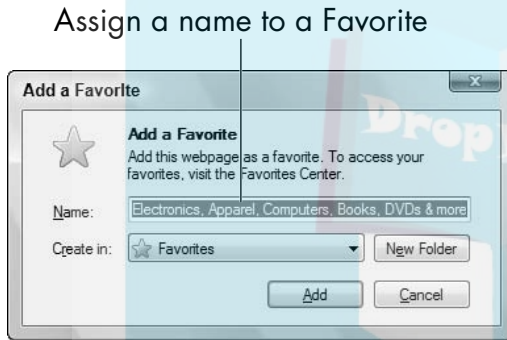 Assign a name to a Favorite
Add a Favorite
Add a Favorite
Add this webpage as a favorite. To access your
favorites, visit the Favorites Center.
Name: Electronics, Apparel, Computers, Books, DVDs & more
Create in: Favorites New Folder
Add Cancel